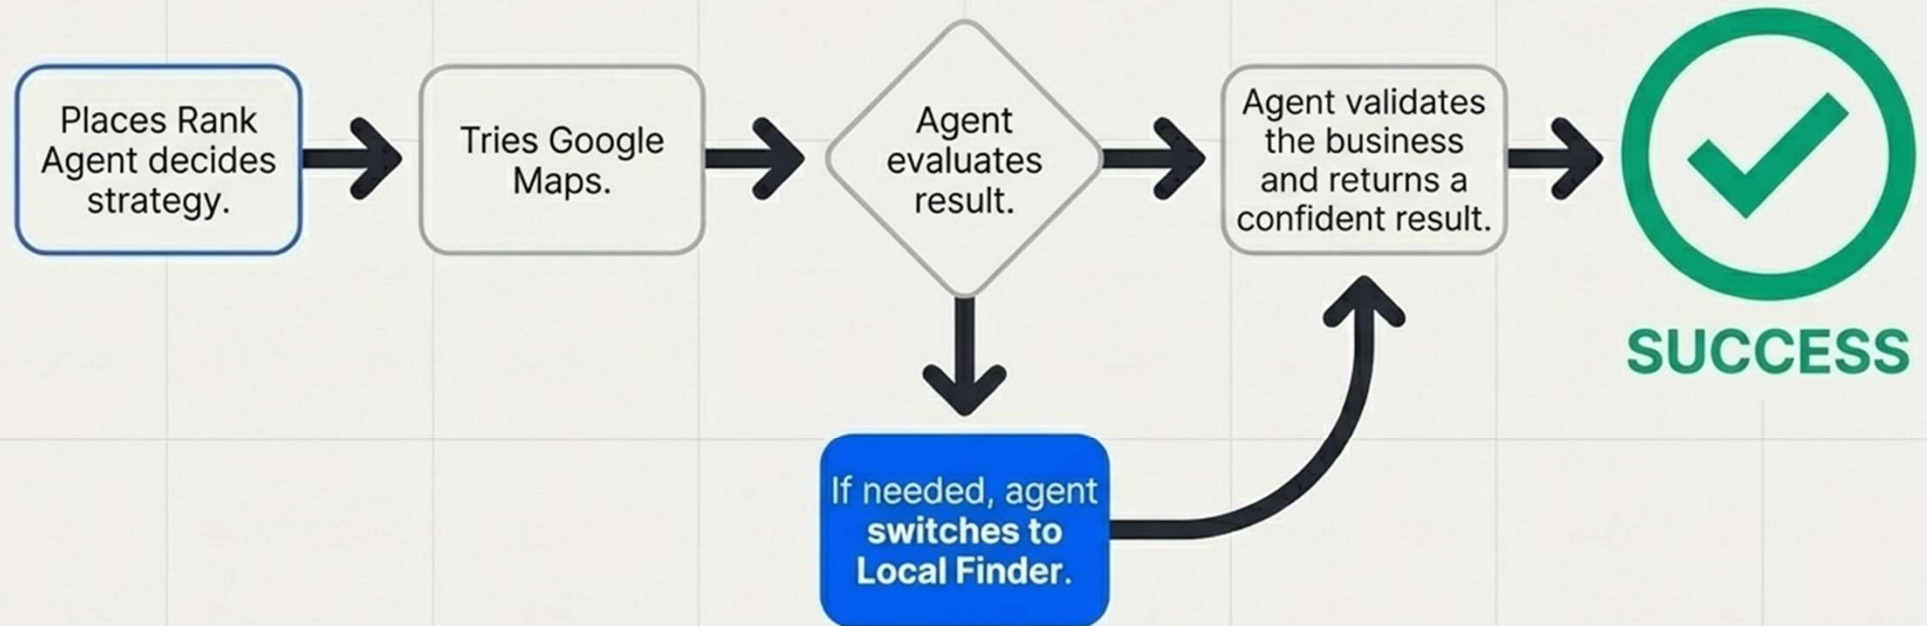 Places Rank
Agent decides
strategy.
Tries Google
Maps.
Agent
evaluates
result.
Agent validates
the business
and returns a
confident result.
SUCCESS
If needed, agent
switches to
Local Finder.